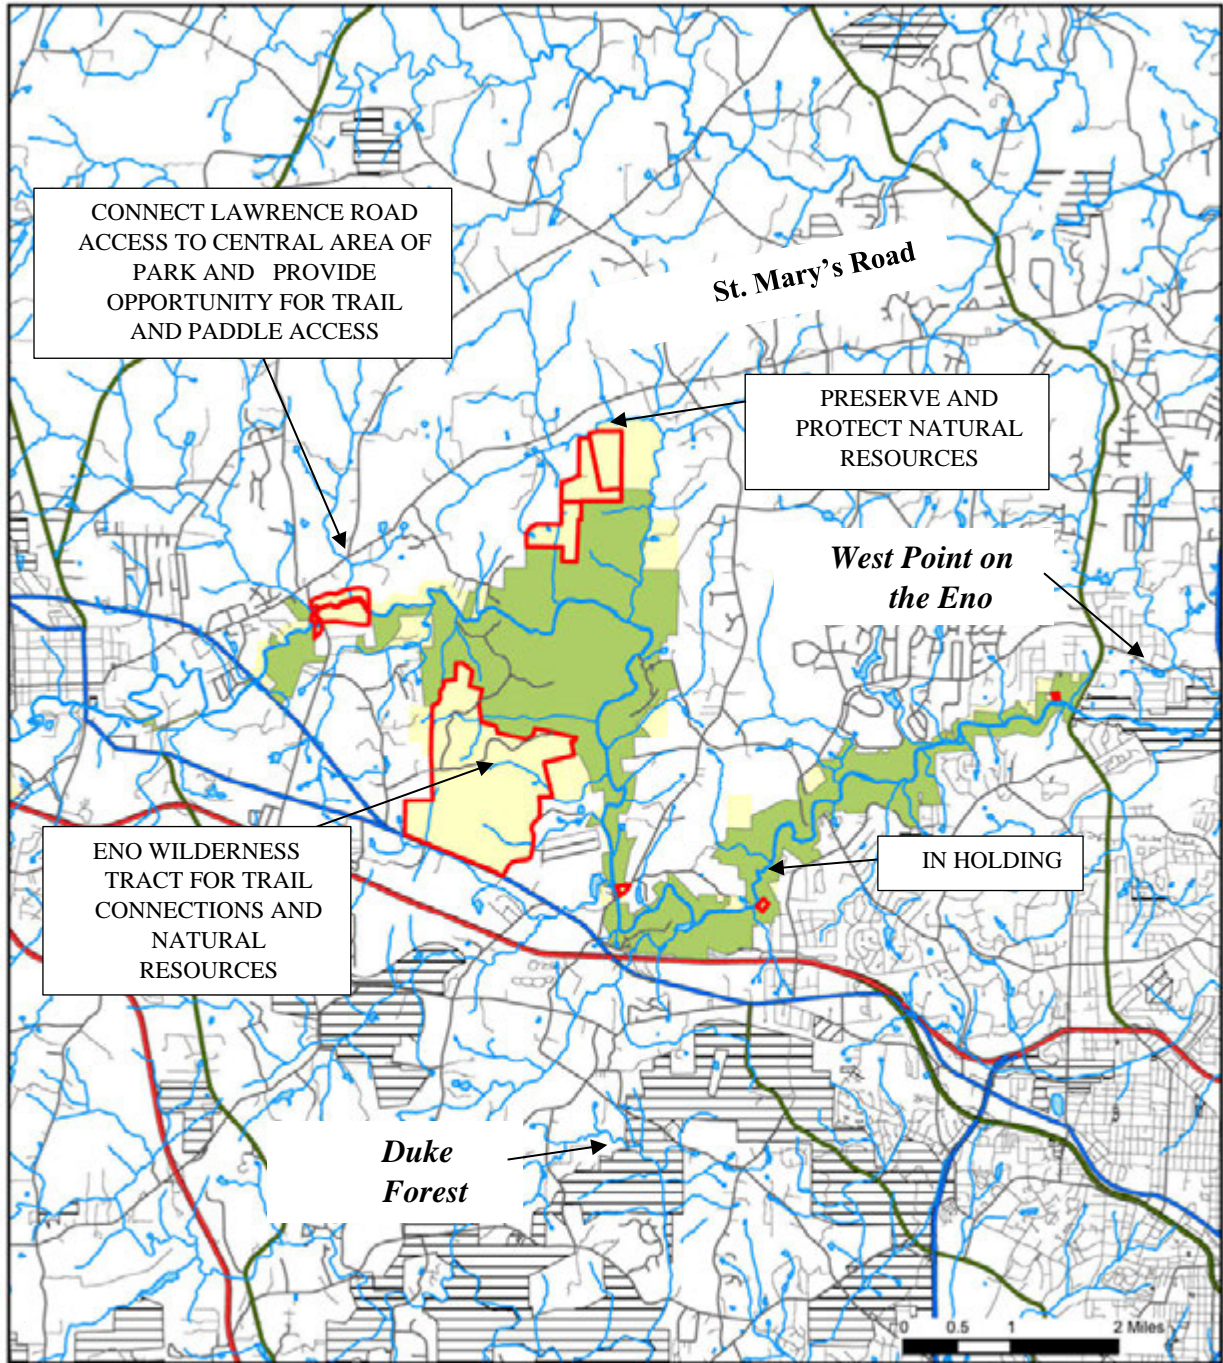 St. Mary's Road
CONNECT LAWRENCE ROAD
ACCESS TO CENTRAL AREA OF
PARK AND PROVIDE
OPPORTUNITY FOR TRAIL
AND PADDLE ACCESS
PRESERVE AND
PROTECT NATURAL
RESOURCES
West Point on
the Eno
ENO WILDERNESS
TRACT FOR TRAIL
CONNECTIONS AND
NATURAL
RESOURCES
IN HOLDING
Duke
Forest
0 0.5 1 2 Miles